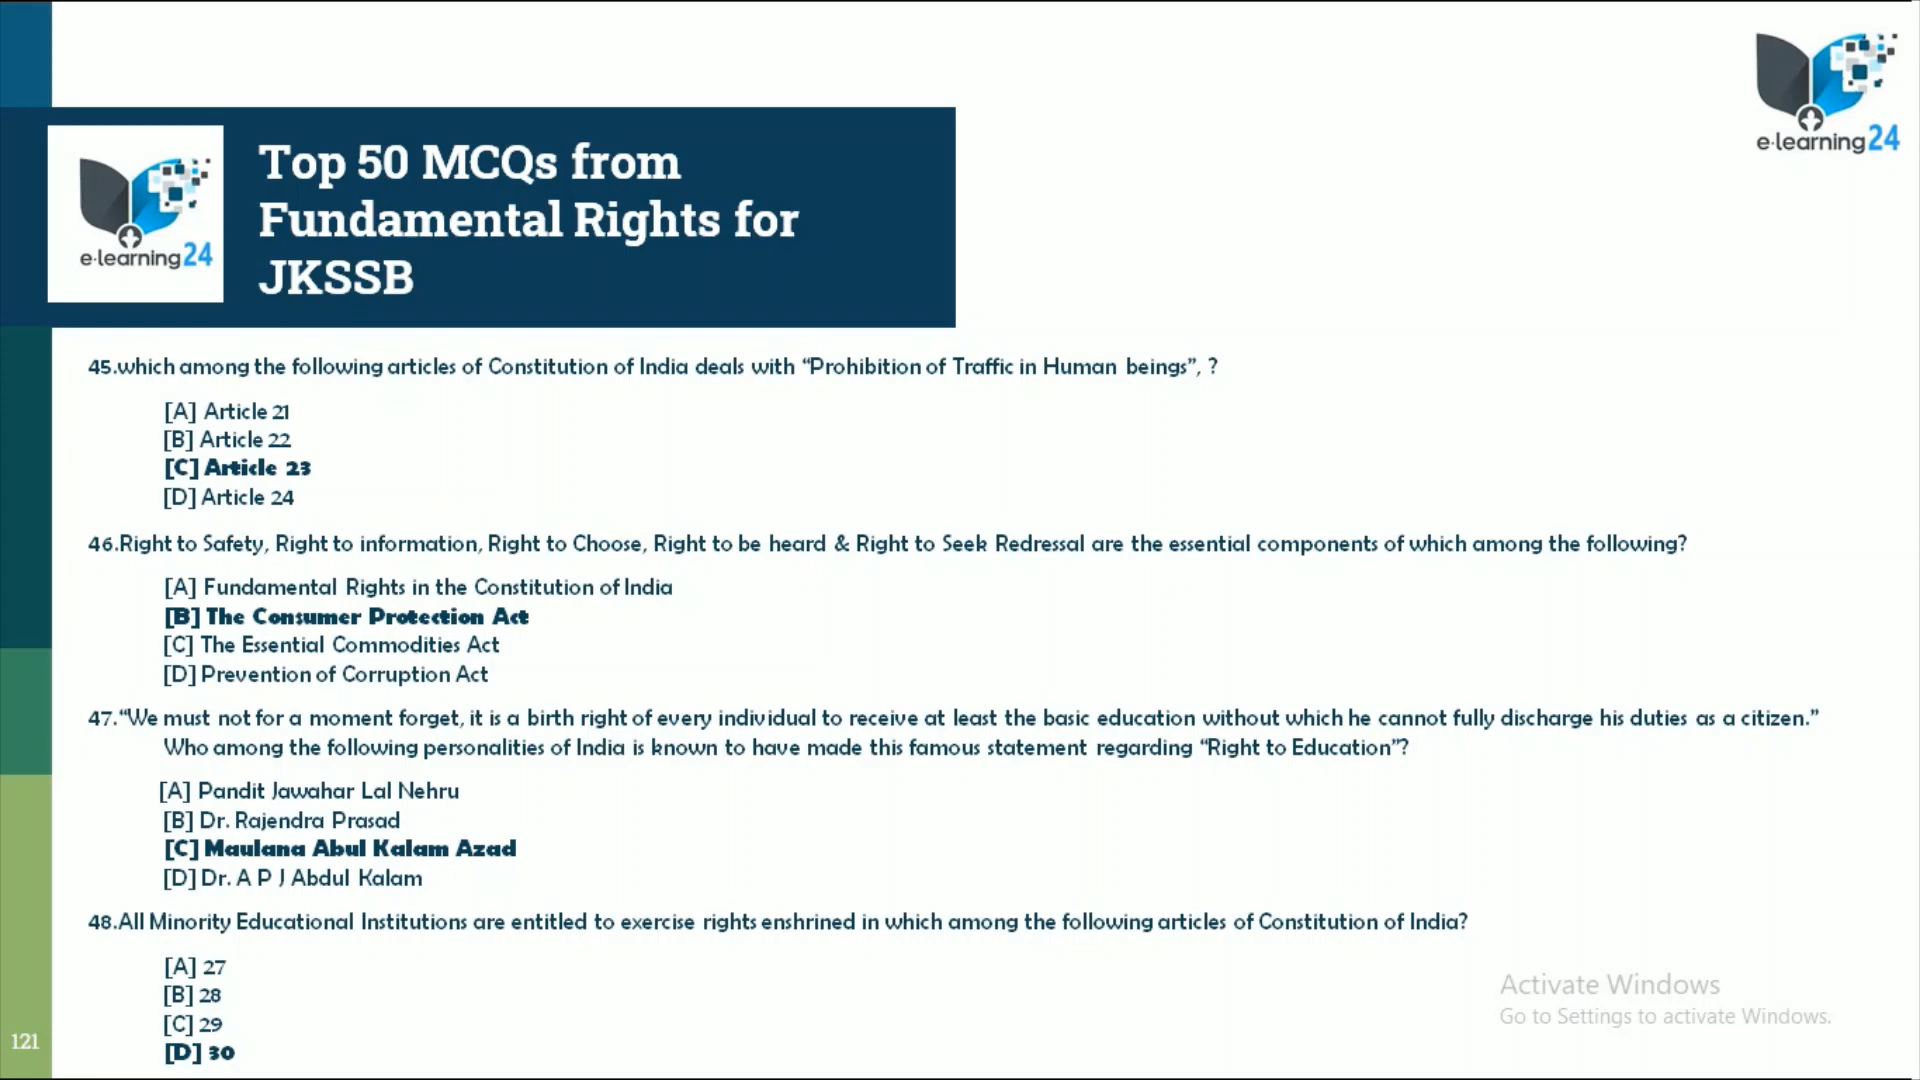 e-learning24
e-learning24
Top 50 MCQs from
Fundamental Rights for
JKSSB
45.which among the following articles of Constitution of India deals with “Prohibition of Traffic in Human beings”, ?
[A] Article 21
[B] Article 22
[C] Article 23
[D] Article 24
46.Right to Safety, Right to information, Right to Choose, Right to be heard & Right to Seek Redressal are the essential components of which among the following?
[A] Fundamental Rights in the Constitution of India
[B] The Consumer Protection Act
[C] The Essential Commodities Act
[D] Prevention of Corruption Act
47.“We must not for a moment forget, it is a birth right of every individual to receive at least the basic education without which he cannot fully discharge his duties as a citizen.”
Who among the following personalities of India is known to have made this famous statement regarding “Right to Education”?
[A] Pandit Jawahar Lal Nehru
[B] Dr. Rajendra Prasad
[C] Maulana Abul Kalam Azad
[D] Dr. A P J Abdul Kalam
48.All Minority Educational Institutions are entitled to exercise rights enshrined in which among the following articles of Constitution of India?
[A] 27
[B] 28
[C] 29
[D] 30
Activate Windows
Go to Settings to activate Windows.
121